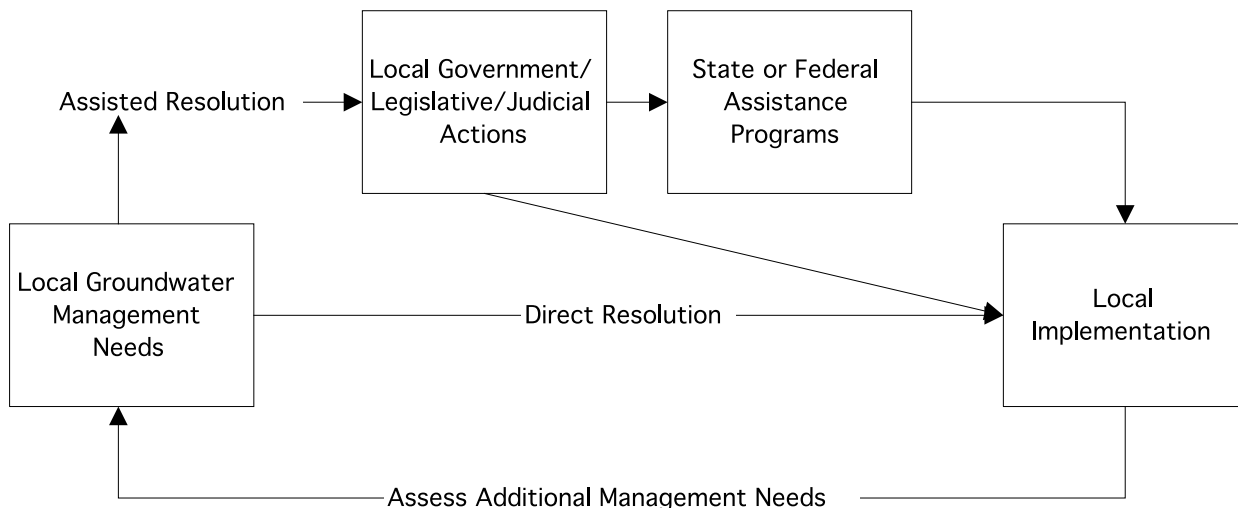 Assisted Resolution
Local Government/
Legislative/Judicial
Actions
State or Federal
Assistance
Programs
Local Groundwater
Management
Needs
Direct Resolution
Local
Implementation
Assess Additional Management Needs